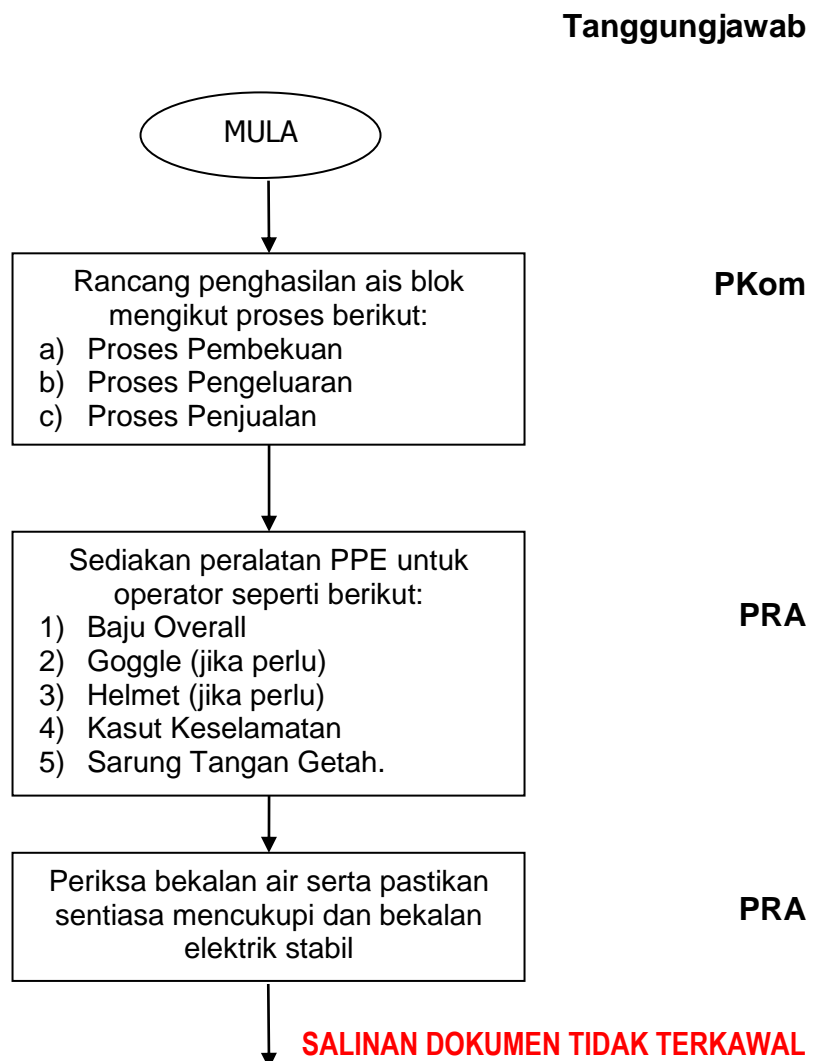 Tanggungjawab
MULA
Rancang penghasilan ais blok
mengikut proses berikut:
a) Proses Pembekuan
b) Proses Pengeluaran
c) Proses Penjualan
PKom
Sediakan peralatan PPE untuk
operator seperti berikut:
1) Baju Overall
2) Goggle (jika perlu)
3) Helmet (jika perlu)
4) Kasut Keselamatan
5) Sarung Tangan Getah.
PRA
Periksa bekalan air serta pastikan
sentiasa mencukupi dan bekalan
elektrik stabil
PRA
SALINAN DOKUMEN TIDAK TERKAWAL